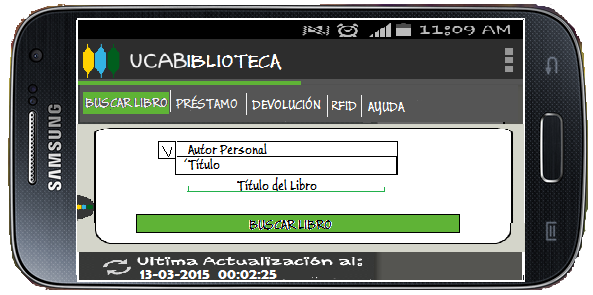 11:09 AM
UCABIBLIOTECA
BUSCAR LIBRO PRÉSTAMO DEVOLUCIÓN RFID AYUDA
SAMSUNG
V Autor Personal
´Título
Título del Libro
BUSCAR LIBRO
Ultima Actualización al:
13-03-2015 00:02:25